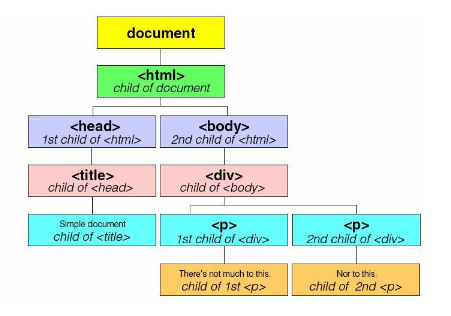 document
<html>
child of document
<head>
1st child of <html>
<body>
2nd child of <html>
<title>
child of <head>
<div>
child of <body>
Simple document
child of <title>
<p>
1st child of <div>
<p>
2nd child of <div>
There's not much to this.
child of 1st <p>
Nor to this.
child of 2nd <p>